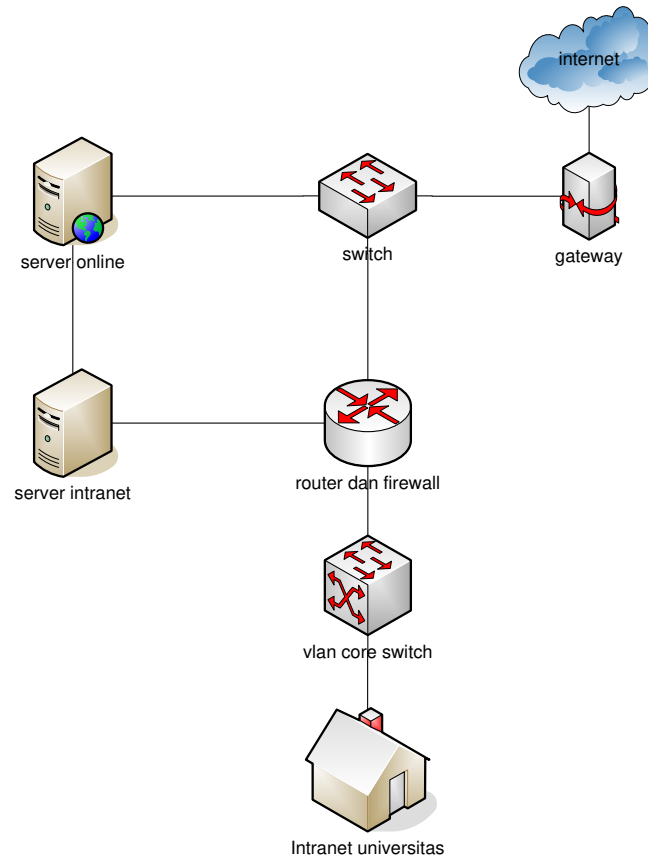 internet
server online
switch
gateway
server intranet
router dan firewall
vlan core switch
Intranet universitas